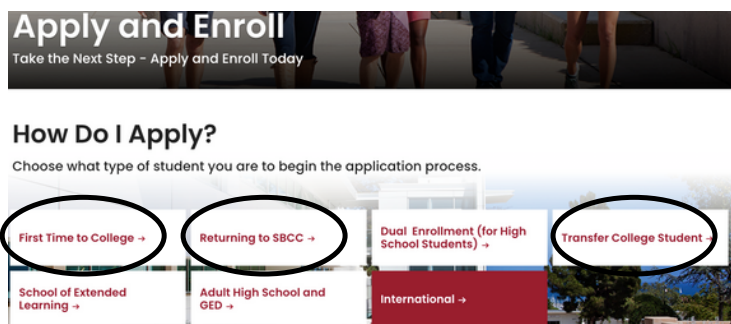 Apply and Enroll
Take the Next Step - Apply and Enroll Today
How Do I Apply?
Choose what type of student you are to begin the application process.
First Time to College →
Returning to SBCC →
Dual Enrollment (for High
School Students) →
Transfer College Student →
School of Extended
Learning →
Adult High School and
GED →
International →